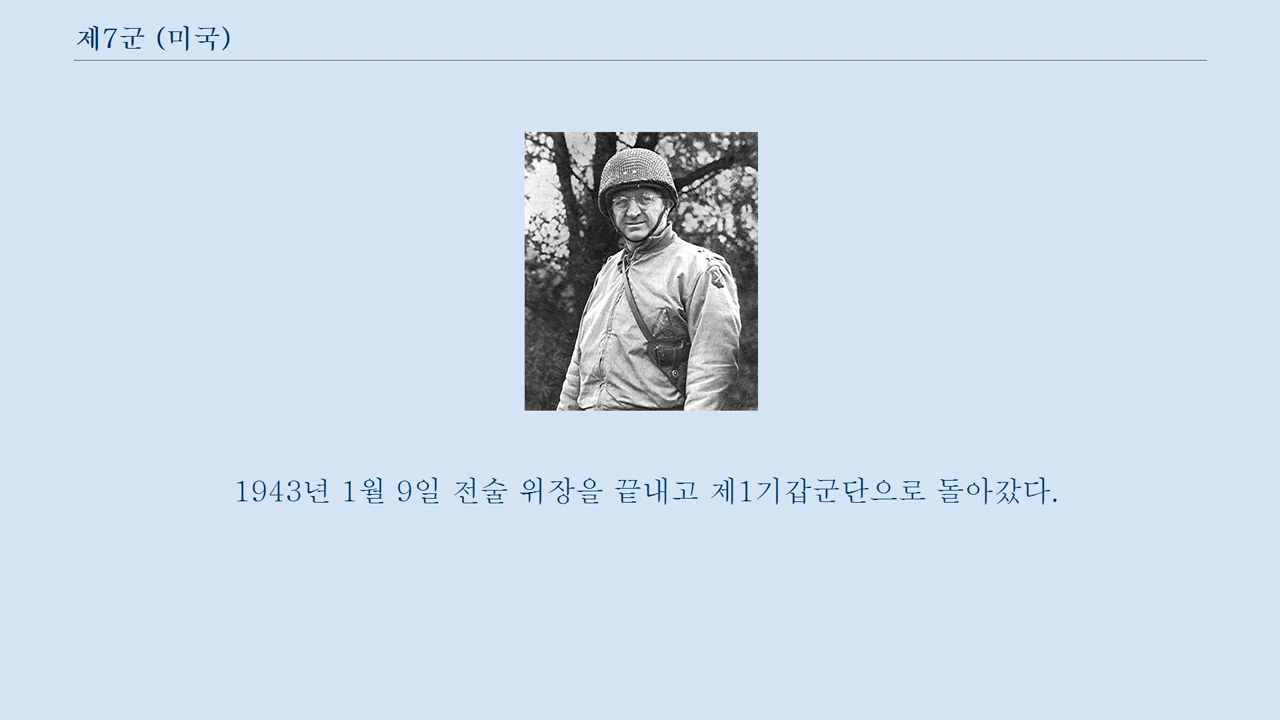 제7군 (미국)
1943년 1월 9일 전술 위장을 끝내고 제1기갑군단으로 돌아갔다.